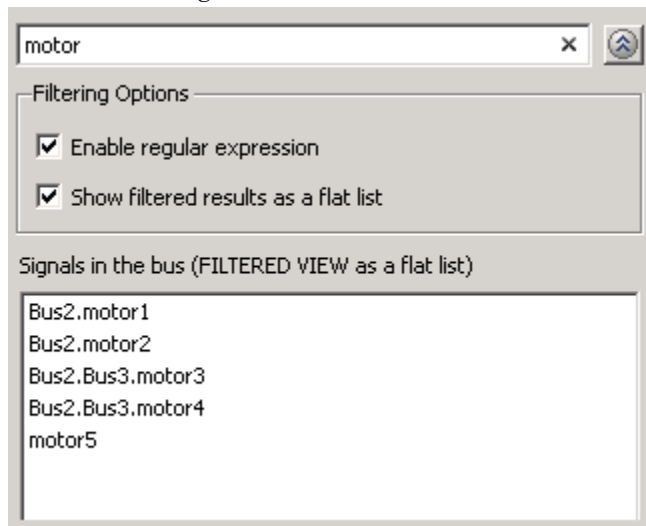 motor
Filtering Options
Enable regular expression
Show filtered results as a flat list
Signals in the bus (FILTERED VIEW as a flat list)
Bus2.motor1
Bus2.motor2
Bus2.Bus3.motor3
Bus2.Bus3.motor4
motor5